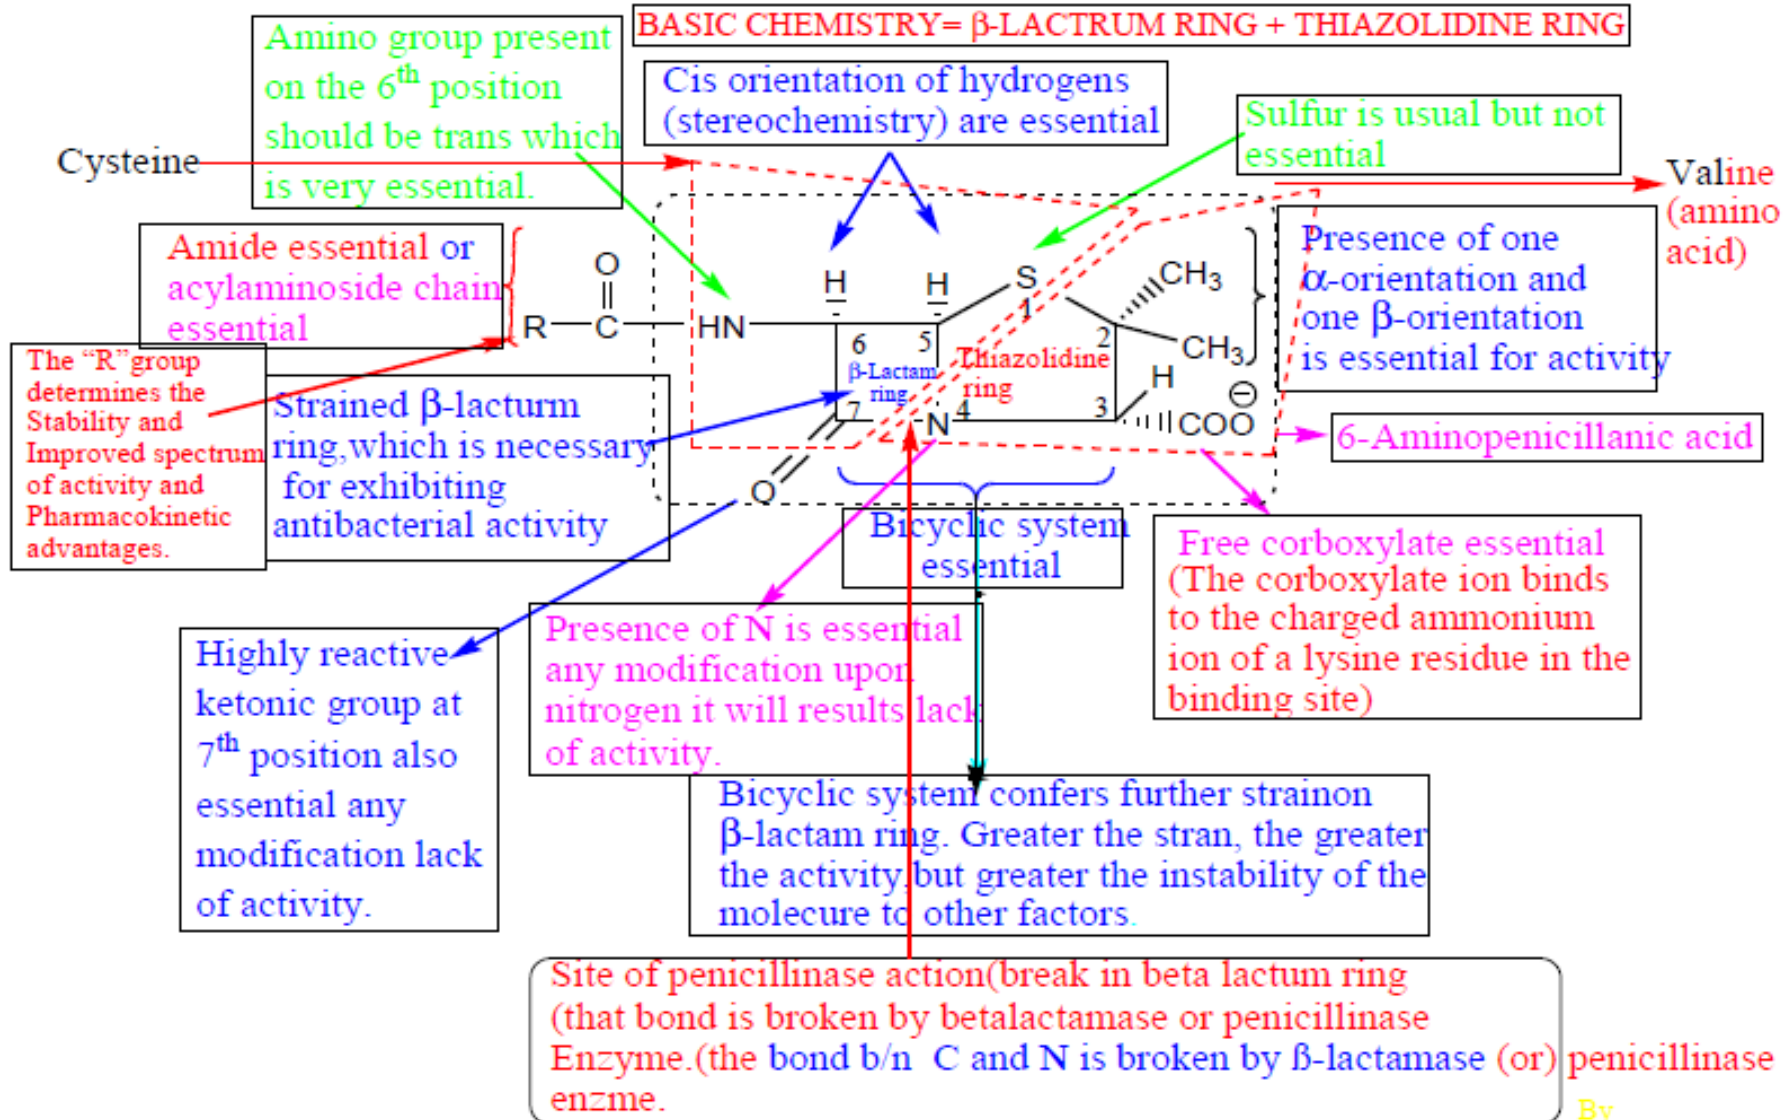 BASIC CHEMISTRY= β-LACTRUM RING + THIAZOLIDINE RING
Amino group present
on the 6th position
should be trans which
is very essential.
Cis orientation of hydrogens
(stereochemistry) are essential
Sulfur is usual but not
essential
Cysteine
Valine
(amino
acid)
Amide essential or
acylaminoside chain
essential
Presence of one
α-orientation and
one β-orientation
is essential for activity
O
R
C
HN
H
H
S
1
CH3
CH3
2
6
5
β-Lactam
ring
Thiazolidine
ring
H
7
N
4
3
COO
O
The “R”group
determines the
Stability and
Improved spectrum
of activity and
Pharmacokinetic
advantages.
Strained β-lacturm
ring,which is necessary
for exhibiting
antibacterial activity
6-Aminopenicillanic acid
Bicyclic system
essential
Free corboxylate essential
(The corboxylate ion binds
to the charged ammonium
ion of a lysine residue in the
binding site)
Highly reactive
ketonic group at
7th position also
essential any
modification lack
of activity.
Presence of N is essential
any modification upon
nitrogen it will results lack
of activity.
Bicyclic system confers further strainon
β-lactam ring. Greater the stran, the greater
the activity,but greater the instability of the
molecure to other factors.
Site of penicillinase action(break in beta lactum ring
(that bond is broken by betalactamase or penicillinase
Enzyme.(the bond b/n C and N is broken by ß-lactamase (or) penicillinase
enzme.
By